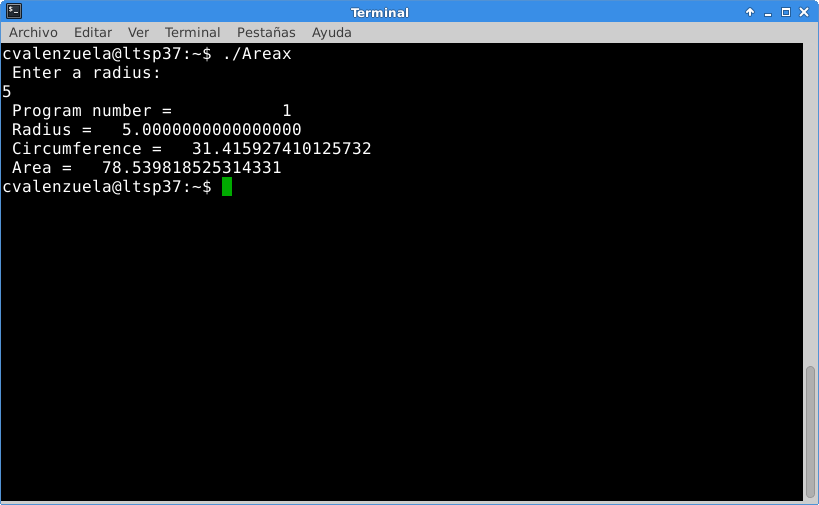 Terminal
Archivo Editar Ver Terminal Pestañas Ayuda
cvalenzuela@ltsp37:~$ ./Areax
 Enter a radius:
5
 Program number =           1
 Radius =   5.0000000000000000
 Circumference =   31.415927410125732
 Area =   78.539818525314331
cvalenzuela@ltsp37:~$